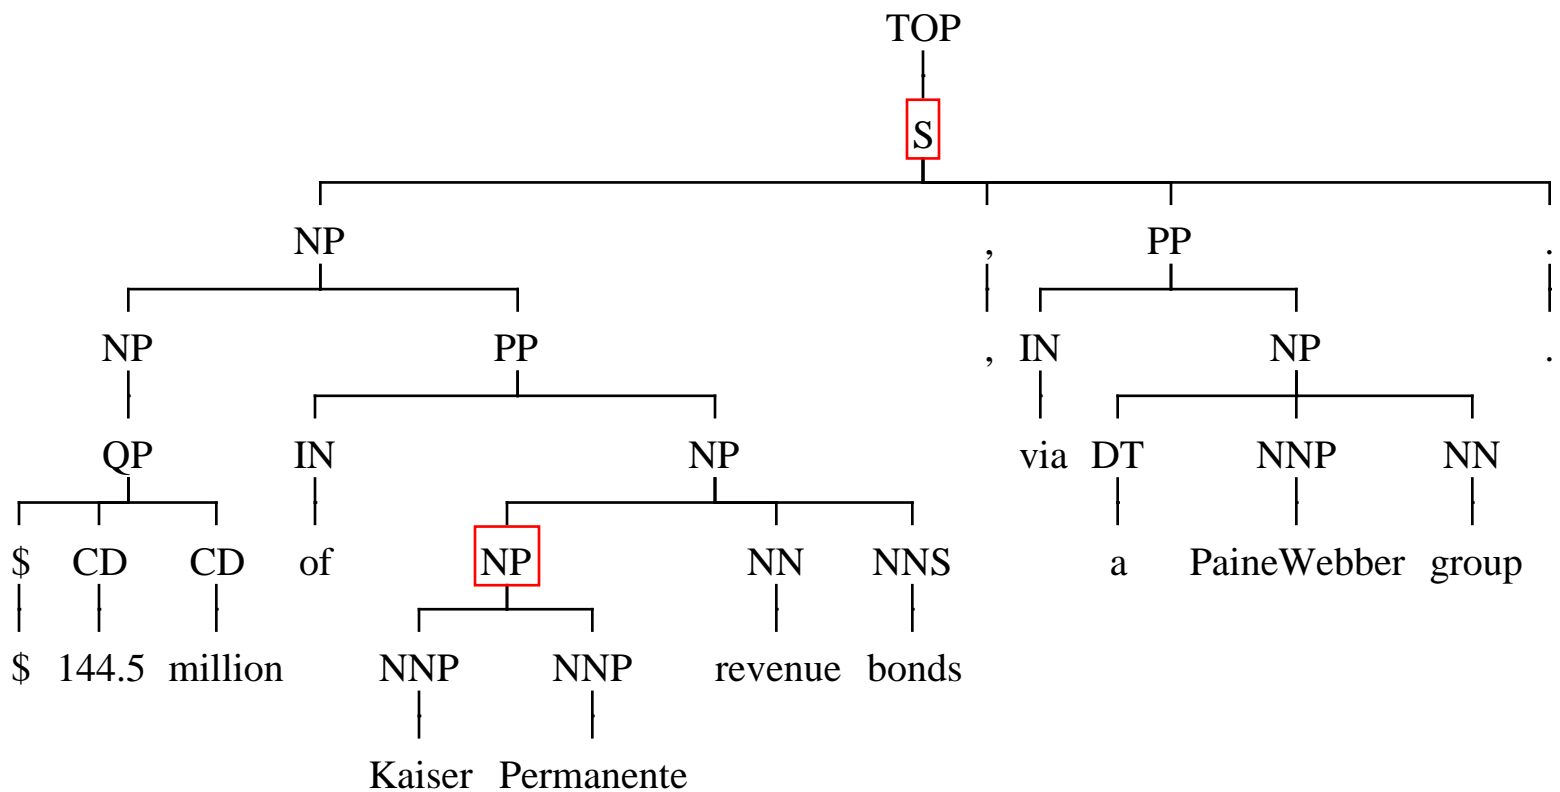 TOP
S
NP , PP .
NP PP , IN NP .
QP IN NP via DT NNP NN
$ CD CD of NP NN NNS a PaineWebber group
$ 144.5 million NNP NNP revenue bonds
Kaiser Permanente